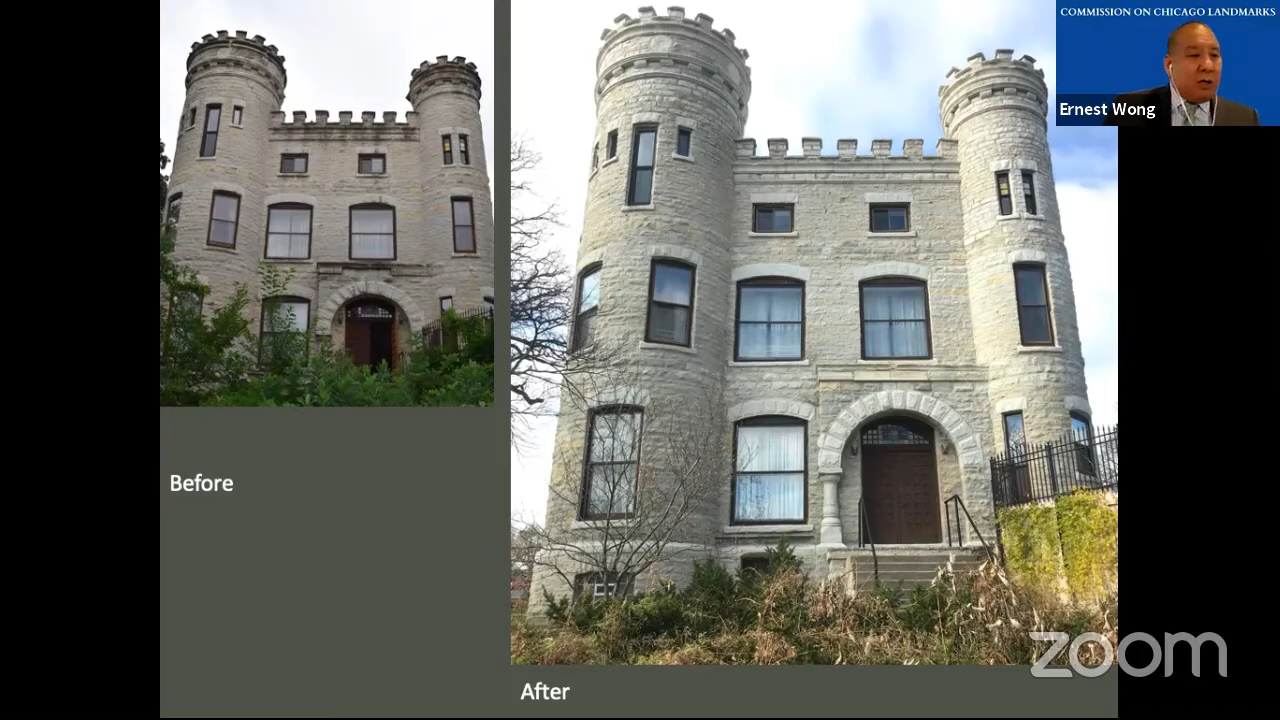 COMMISSION ON CHICAGO LANDMARKS
Ernest Wong
Before
After
zoom